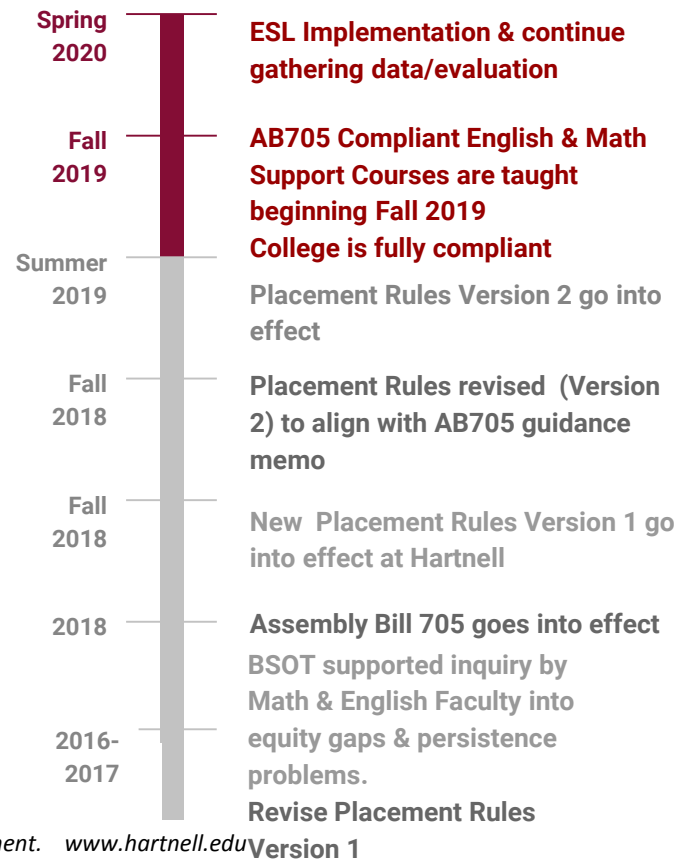 Spring
2020
ESL Implementation & continue
gathering data/evaluation
Fall
2019
AB705 Compliant English & Math
Support Courses are taught
beginning Fall 2019
College is fully compliant
Summer
2019
Placement Rules Version 2 go into
effect
Fall
2018
Placement Rules revised (Version
2) to align with AB705 guidance
memo
Fall
2018
New Placement Rules Version 1 go
into effect at Hartnell
2018
Assembly Bill 705 goes into effect
BSOT supported inquiry by
Math & English Faculty into
equity gaps & persistence
problems.
2016-
2017
Revise Placement Rules
Version 1
ment. www.hartnell.edu